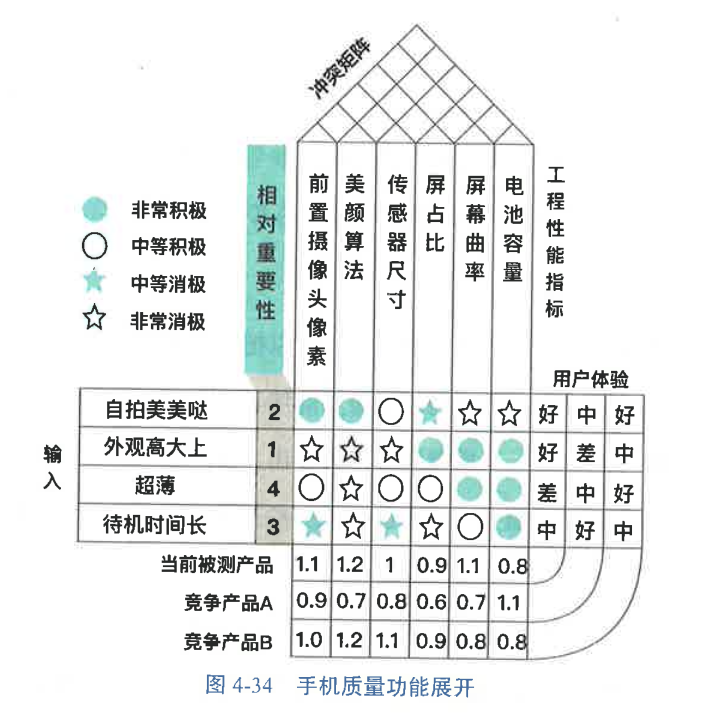 冲突矩阵
相对重要性
前置摄像头像素
美颜算法
传感器尺寸
屏占比
屏幕曲率
电池容量
工程性能指标
非常积极
中等积极
中等消极
非常消极
用户体验
输入
自拍美美哒 2 好 中 好
外观高大上 1 好 差 中
超薄 4 差 中 好
待机时间长 3 中 好 中
当前被测产品 1.1 1.2 1 0.9 1.1 0.8
竞争产品A 0.9 0.7 0.8 0.6 0.7 1.1
竞争产品B 1.0 1.2 1.1 0.9 0.8 0.8
图 4-34 手机质量功能展开